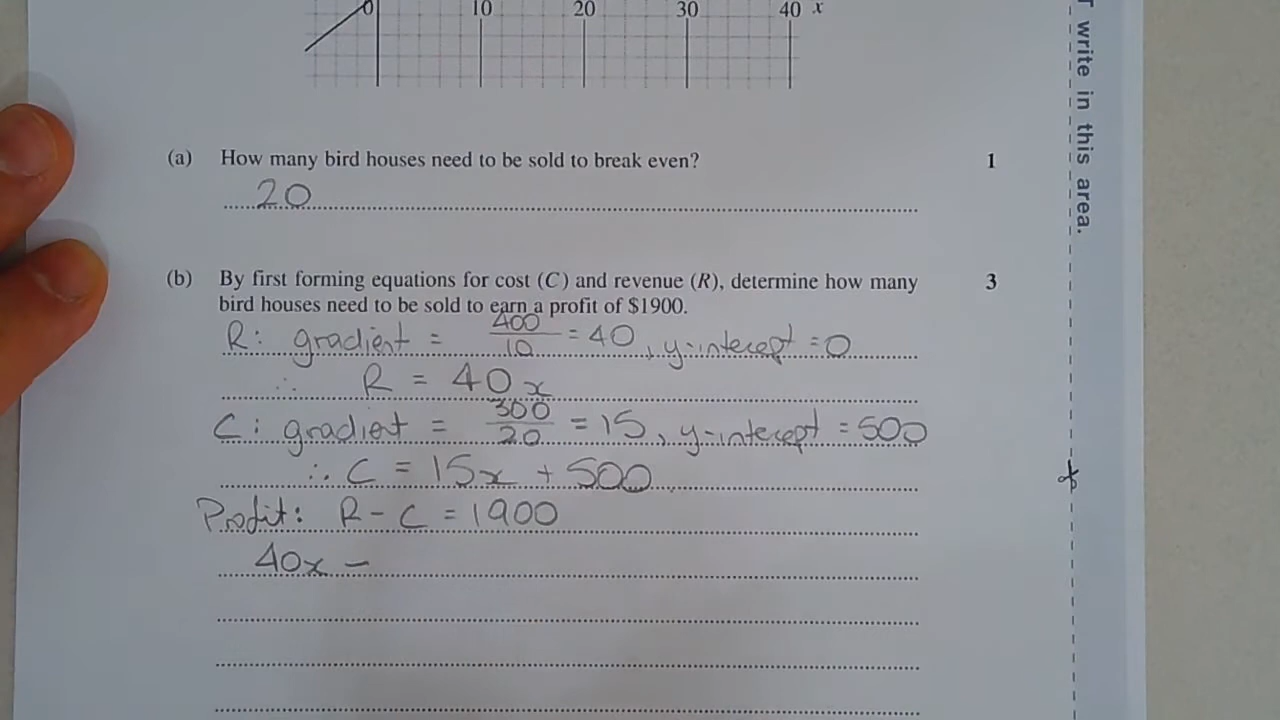 0 10 20 30 40 x
T write in this area.
(a) How many bird houses need to be sold to break even? 1
20
(b) By first forming equations for cost (C) and revenue (R), determine how many 3
bird houses need to be sold to earn a profit of $1900.
R: gradient = 400/10 = 40, y-intercept = 0
∴ R = 40x
C: gradient = 300/20 = 15, y-intercept = 500
∴ C = 15x + 500
Profit: R - C = 1900
40x -